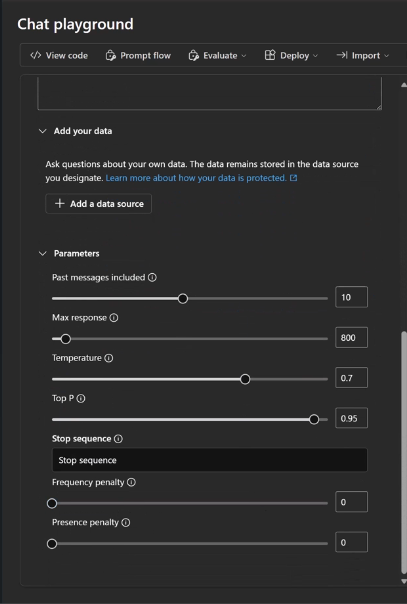 Chat playground
</> View code Prompt flow Evaluate Deploy Import
Add your data
Ask questions about your own data. The data remains stored in the data source
you designate. Learn more about how your data is protected.
+ Add a data source
Parameters
Past messages included
10
Max response
800
Temperature
0.7
Top P
0.95
Stop sequence
Stop sequence
Frequency penalty
0
Presence penalty
0